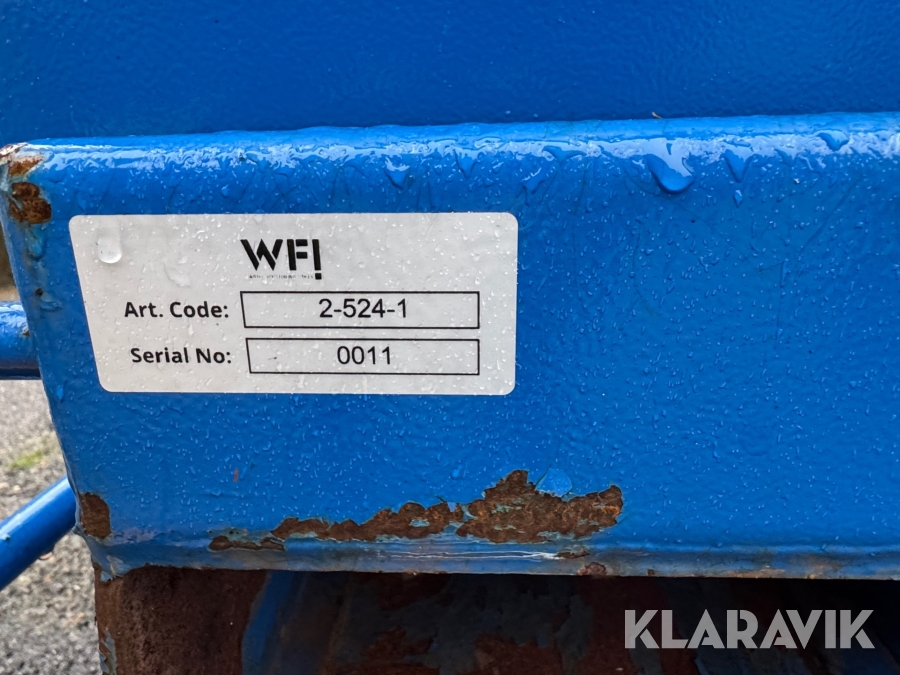 WFI
Art. Code: 2-524-1
Serial No: 0011
KLARAVIK